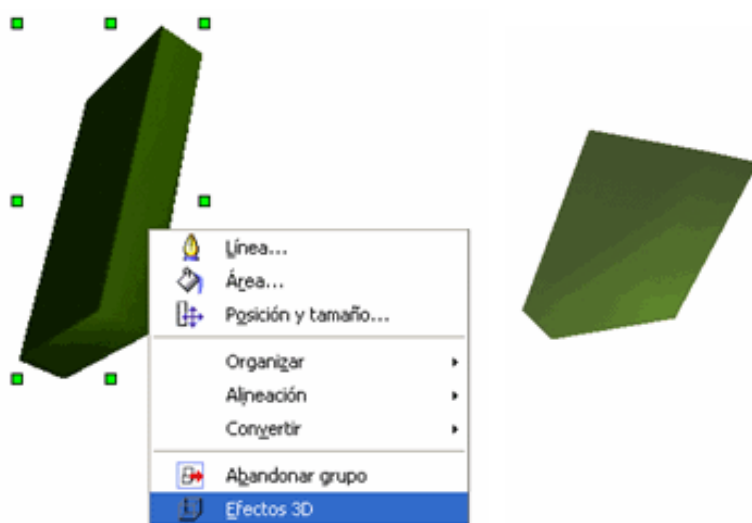 Línea...
Área...
Posición y tamaño...
Organizar
Alineación
Convertir
Abandonar grupo
Efectos 3D